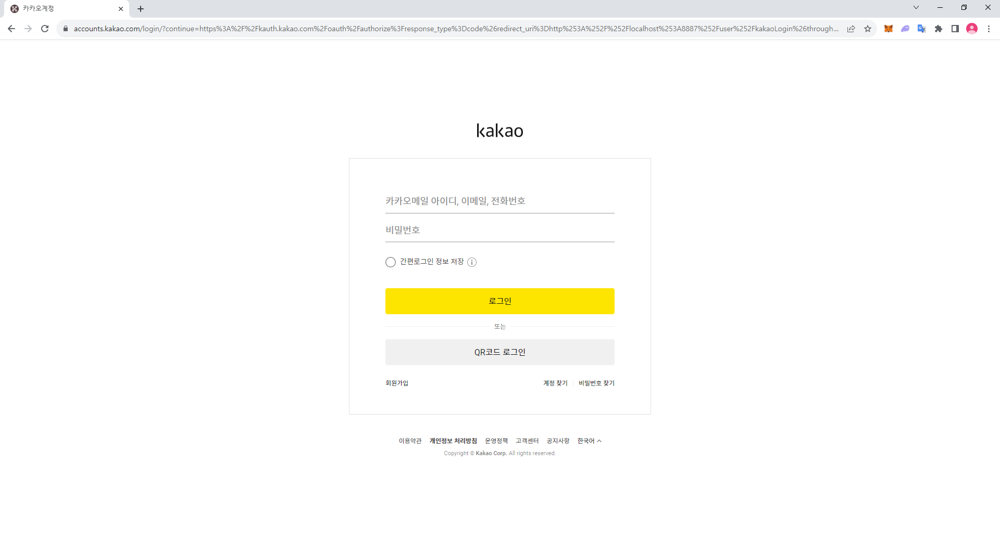 카카오계정
accounts.kakao.com/login/?continue=https%3A%2F%2Fkauth.kakao.com%2Foauth%2Fauthorize%3Fresponse_type%3Dcode%26redirect_uri%3Dhttp%253A%252F%252Flocalhost%253A8887%252Fuser%252FkakaoLogin%26through...
kakao
카카오메일 아이디, 이메일, 전화번호
비밀번호
간편로그인 정보 저장
로그인
또는
QR코드 로그인
회원가입 계정 찾기 비밀번호 찾기
이용약관 개인정보 처리방침 운영정책 고객센터 공지사항 한국어
Copyright © Kakao Corp. All rights reserved.